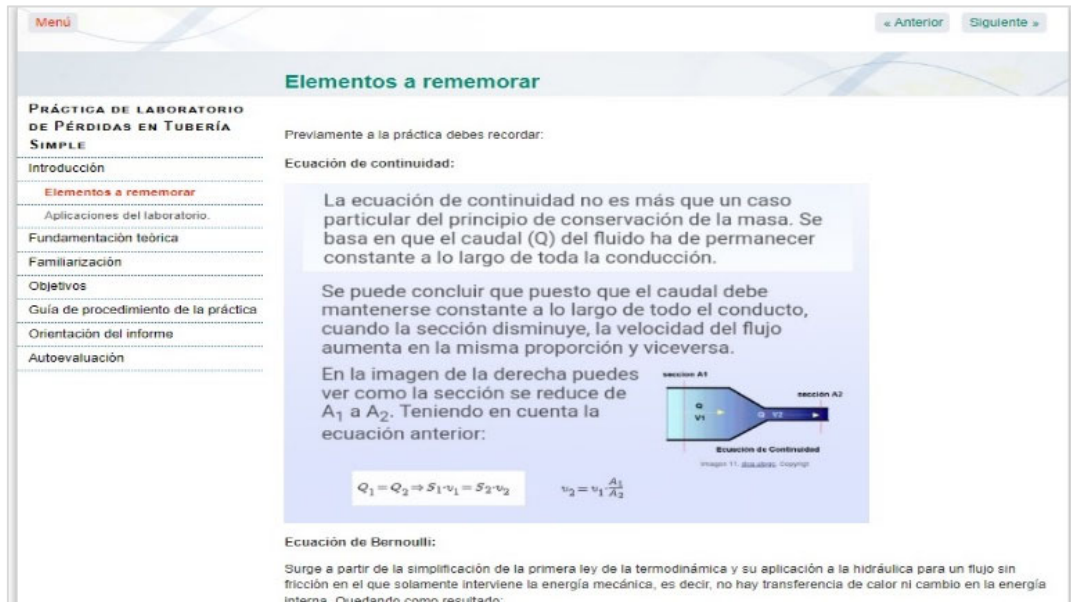 Menú
« Anterior
Siguiente »
Elementos a rememorar
PRÁCTICA DE LABORATORIO
DE PÉRDIDAS EN TUBERÍA
SIMPLE
Introducción
Elementos a rememorar
Aplicaciones del laboratorio.
Fundamentación teórica
Familiarización
Objetivos
Guía de procedimiento de la práctica
Orientación del informe
Autoevaluación
Previamente a la práctica debes recordar:
Ecuación de continuidad:
La ecuación de continuidad no es más que un caso
particular del principio de conservación de la masa. Se
basa en que el caudal (Q) del fluido ha de permanecer
constante a lo largo de toda la conducción.
Se puede concluir que puesto que el caudal debe
mantenerse constante a lo largo de todo el conducto,
cuando la sección disminuye, la velocidad del flujo
aumenta en la misma proporción y viceversa.
En la imagen de la derecha puedes
ver como la sección se reduce de
A₁ a A₂. Teniendo en cuenta la
ecuación anterior:
seccion A1
sección A2
Q
V1
Q V2
Ecuación de Continuidad
Imagen 11. Copyrigt
Q₁ = Q₂ ⇒ S₁·v₁ = S₂·v₂
v₂ = v₁·A₁/A₂
Ecuación de Bernoulli:
Surge a partir de la simplificación de la primera ley de la termodinámica y su aplicación a la hidráulica para un flujo sin
fricción en el que solamente interviene la energía mecánica, es decir, no hay transferencia de calor ni cambio en la energía
interna. Quedando como resultado: